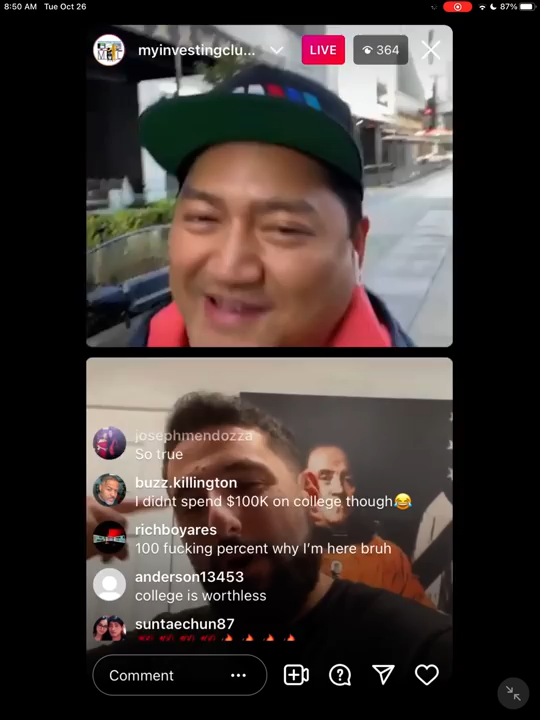 8:50 AM Tue Oct 26
87%
myinvestingclu...
LIVE
364
josephmendozza
So true
buzz.killington
I didnt spend $100K on college though😂
richboyares
100 fucking percent why I'm here bruh
anderson13453
college is worthless
suntaechun87
💯 💯 💯 💯 🔥 🔥 🔥 🔥
Comment